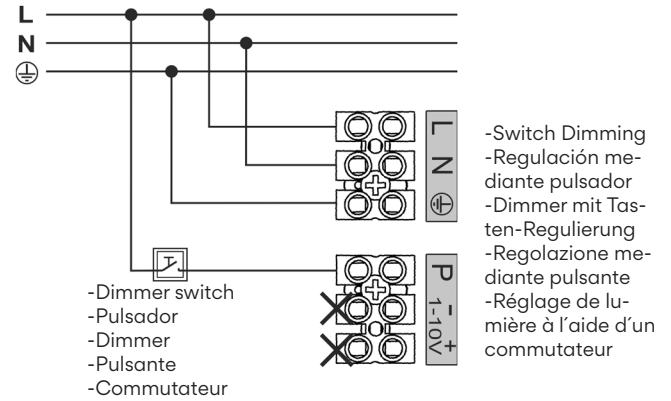 L
N
L
N
-Switch Dimming
-Regulación me-
diante pulsador
-Dimmer mit Tas-
ten-Regulierung
-Regolazione me-
diante pulsante
-Réglage de lu-
mière à l´aide d´un
commutateur
P
- +
1-10V
-Dimmer switch
-Pulsador
-Dimmer
-Pulsante
-Commutateur